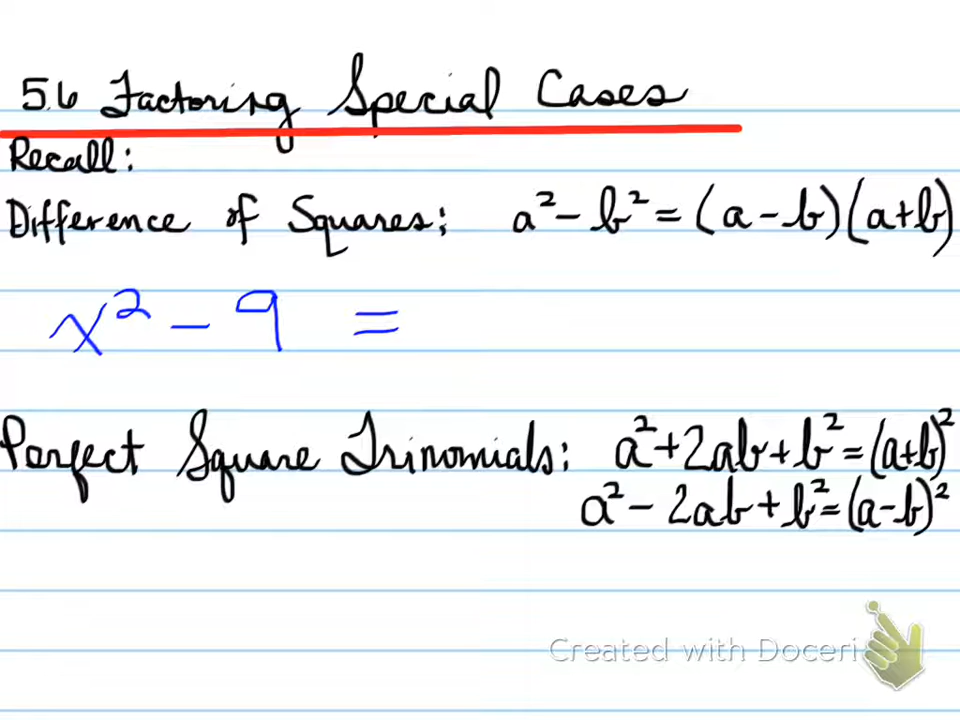 5.6 Factoring Special Cases
Recall:
Difference of Squares: a² - b² = (a - b)(a + b)
x² - 9 =
Perfect Square Trinomials: a² + 2ab + b² = (a + b)²
a² - 2ab + b² = (a - b)²
Created with Doceri